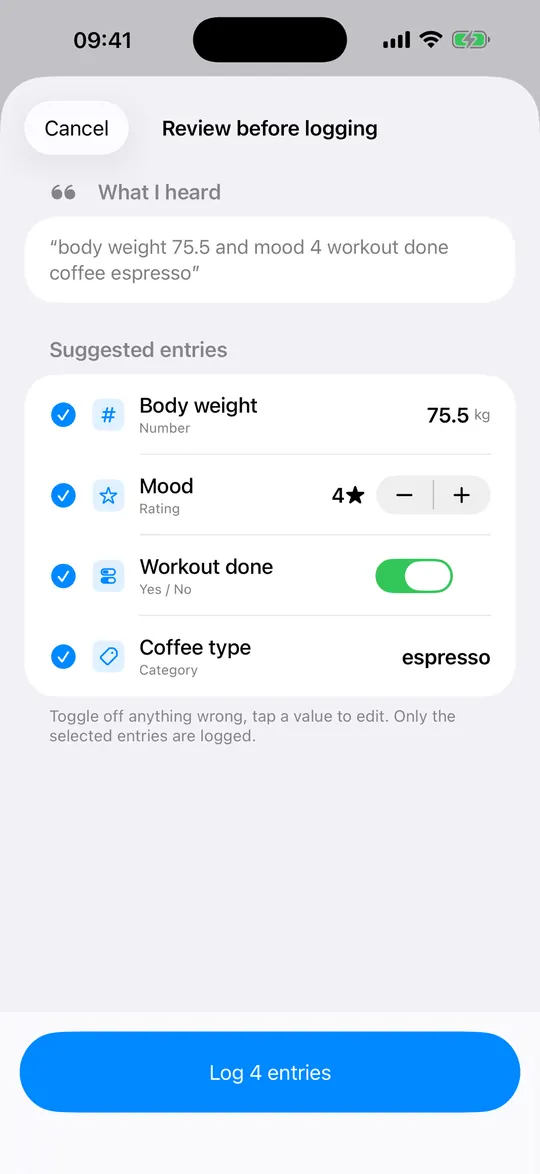 09:41
Cancel
Review before logging
What I heard
“body weight 75.5 and mood 4 workout done
coffee espresso”
Suggested entries
Body weight
Number
75.5 kg
Mood
Rating
4★
Workout done
Yes / No
Coffee type
Category
espresso
Toggle off anything wrong, tap a value to edit. Only the
selected entries are logged.
Log 4 entries